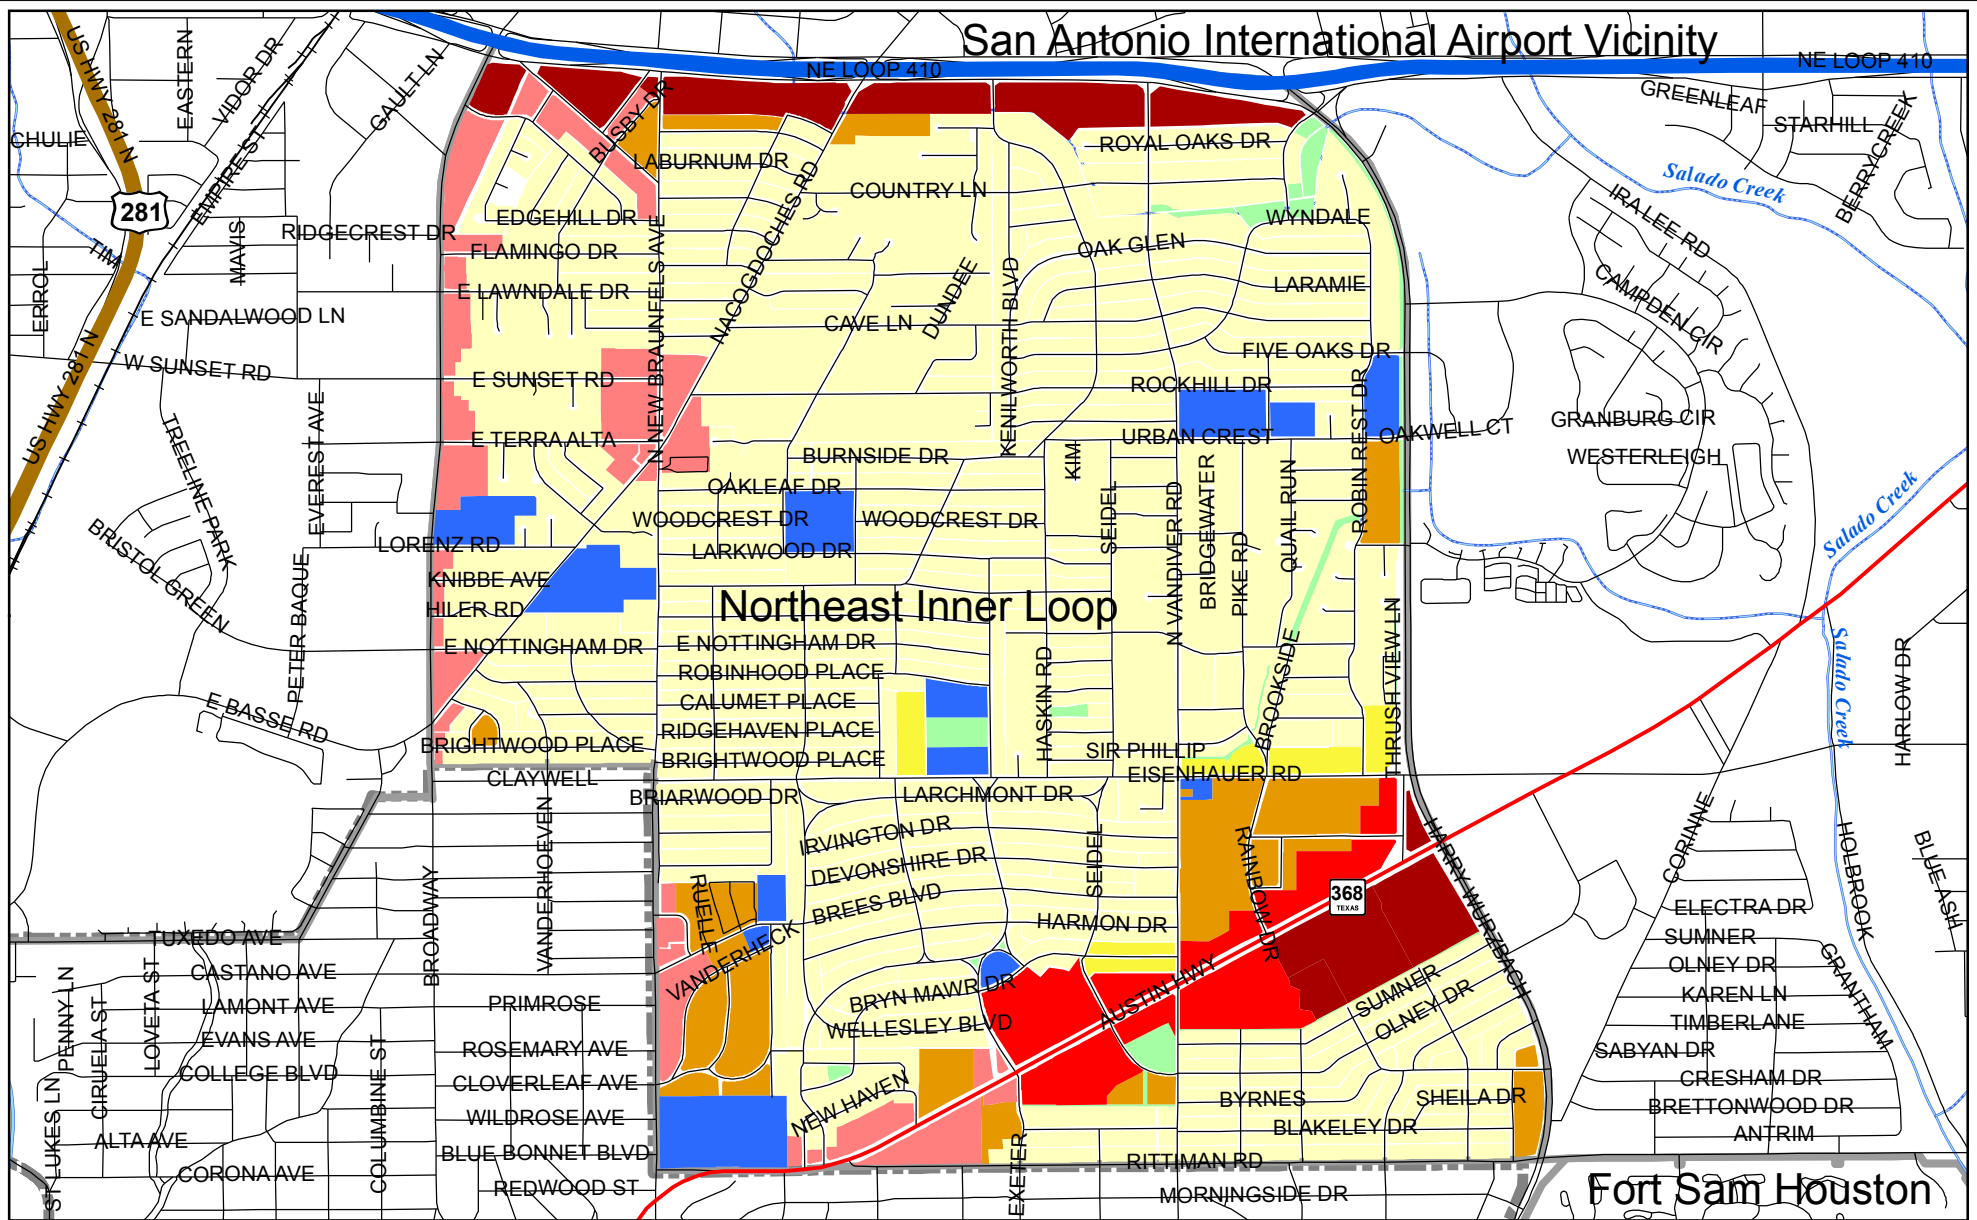 San Antonio International Airport Vicinity
NE LOOP 410
NE LOOP 410
US HWY 281 N
EASTERN
VIDOR DR
GAULT LN
GREENLEAF
STARHILL
BERRYCREEK
CHULIE
EMPIRE ST
BUSBY DR
LABURNUM DR
ROYAL OAKS DR
Salado Creek
281
COUNTRY LN
IRA LEE RD
EDGEHILL DR
WYNDALE
RIDGECREST DR
FLAMINGO DR
MAVIS
TIM
ERROL
N NEW BRAUNFELS AVE
NACOGDOCHES RD
OAK GLEN
DUNDEE
KENILWORTH BLVD
LARAMIE
CAMPDEN CIR
E LAWNDALE DR
E SANDALWOOD LN
CAVE LN
US HWY 281 N
W SUNSET RD
E SUNSET RD
FIVE OAKS DR
ROCKHILL DR
ROBIN REST DR
TREELINE PARK
EVEREST AVE
E TERRA ALTA
URBAN CREST
OAKWELL CT
GRANBURG CIR
WESTERLEIGH
BURNSIDE DR
KIM
OAKLEAF DR
SEIDEL
N VANDIVER RD
BRIDGEWATER
PIKE RD
QUAIL RUN
Salado Creek
WOODCREST DR
WOODCREST DR
LORENZ RD
LARKWOOD DR
BRISTOL GREEN
PETER BAQUE
KNIBBE AVE
HILER RD
Northeast Inner Loop
THRUSH VIEW LN
Salado Creek
HARLOW DR
E NOTTINGHAM DR
E NOTTINGHAM DR
ROBINHOOD PLACE
HASKIN RD
BROOKSIDE
CALUMET PLACE
E BASSE RD
RIDGEHAVEN PLACE
BRIGHTWOOD PLACE
BRIGHTWOOD PLACE
SIR PHILLIP
EISENHAUER RD
CLAYWELL
BRIARWOOD DR
LARCHMONT DR
VANDERHOEVEN
IRVINGTON DR
SEIDEL
RAINBOW DR
HARRY WURZBACH
CORINNE
HOLBROOK
BLUE ASH
DEVONSHIRE DR
BROADWAY
RUELLE
BREES BLVD
368
TEXAS
HARMON DR
ELECTRA DR
TUXEDO AVE
VANDERHECK
SUMNER
GRANTHAM
CASTANO AVE
OLNEY DR
PENNY LN
LOVETA ST
CIRUELA ST
LAMONT AVE
PRIMROSE
BRYN MAWR DR
AUSTIN HWY
SUMNER
OLNEY DR
KAREN LN
WELLESLEY BLVD
TIMBERLANE
EVANS AVE
COLUMBINE ST
ROSEMARY AVE
SABYAN DR
COLLEGE BLVD
CLOVERLEAF AVE
CRESHAM DR
NEW HAVEN
BYRNES
SHEILA DR
BRETTONWOOD DR
ST LUKES LN
WILDROSE AVE
BLAKELEY DR
ANTRIM
ALTA AVE
BLUE BONNET BLVD
EXETER
RITTIMAN RD
CORONA AVE
REDWOOD ST
MORNINGSIDE DR
Fort Sam Houston